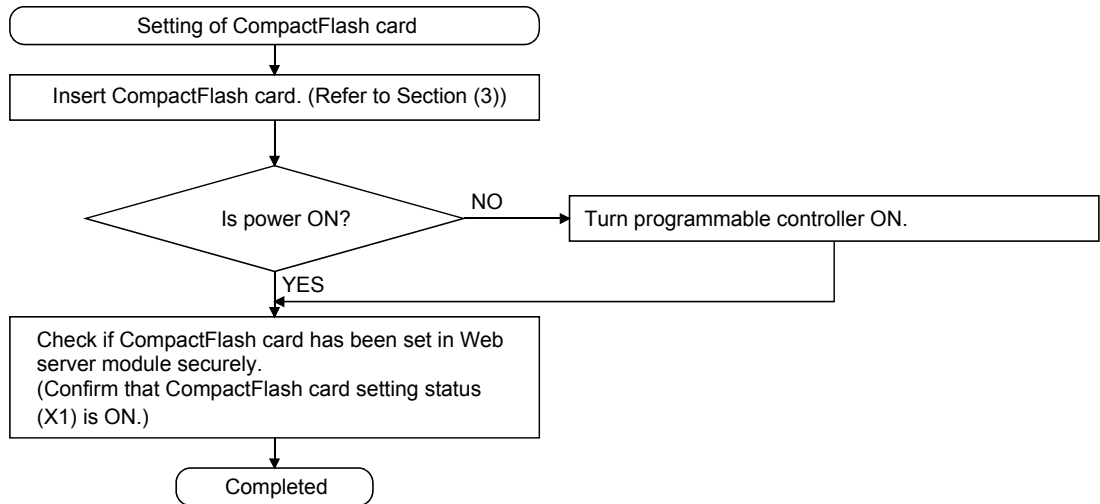 Setting of CompactFlash card
Insert CompactFlash card. (Refer to Section (3))
Is power ON?
NO
Turn programmable controller ON.
YES
Check if CompactFlash card has been set in Web
server module securely.
(Confirm that CompactFlash card setting status
(X1) is ON.)
Completed